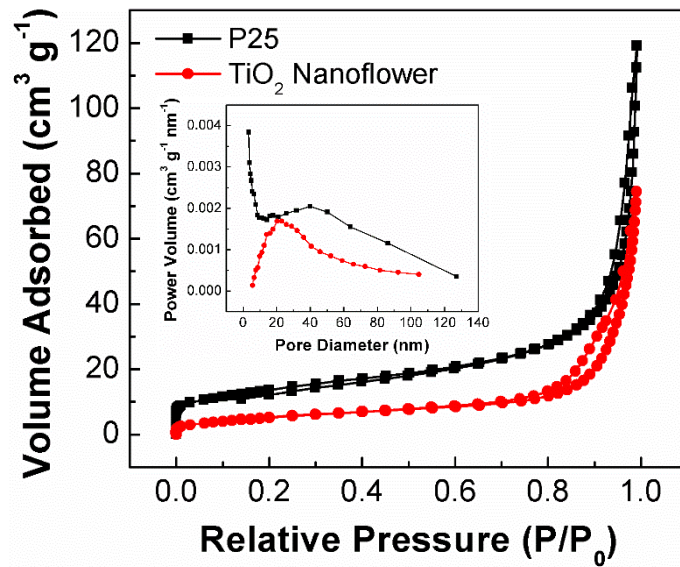 P25
TiO₂ Nanoflower
Volume Adsorbed (cm³ g⁻¹)
120
100
80
60
40
20
0
0.0 0.2 0.4 0.6 0.8 1.0
Relative Pressure (P/P₀)
Power Volume (cm³ g⁻¹ nm⁻¹)
0.004
0.003
0.002
0.001
0.000
0 20 40 60 80 100 120 140
Pore Diameter (nm)